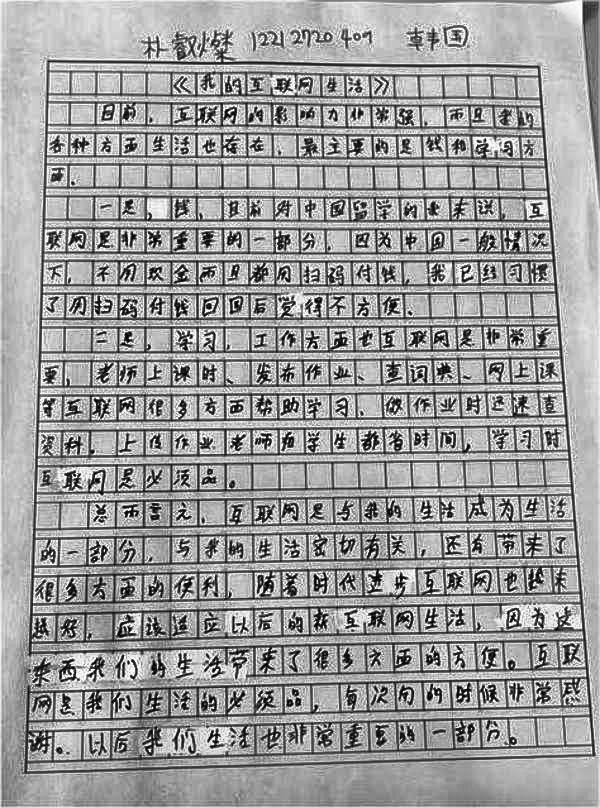 朴叡燦 12212720409 韩国
《我的互联网生活》
目前，互联网的影响力非常强，而且我的
各种方面生活也存在，最主要的是钱和学习方
面。
一是，钱，目前对中国留学的我来说，互
联网是非常重要的一部分，因为中国一般情况
下，不用现金而且都用扫码付钱，我已经习惯
了用扫码付钱回国后觉得不方便、
二是，学习，工作方面也互联网是非常重
要，老师上课时、发布作业、查词典、网上课
等互联网很多方面帮助学习，做作业时迅速查
资料，上传作业老师和学生都省时间，学习时
互联网是必须品。
总而言之，互联网是与我的生活成为生活
的一部分，与我的生活密切有关，还有带来了
很多方面的便利，随着时代进步互联网也越来
越好，应该适应以后的新互联网生活，因为这
东西我们的生活带来了很多方面的方便。互联
网是我们生活的必须品，每次向的时候非常感
谢。以后我们生活也非常重要的一部分。